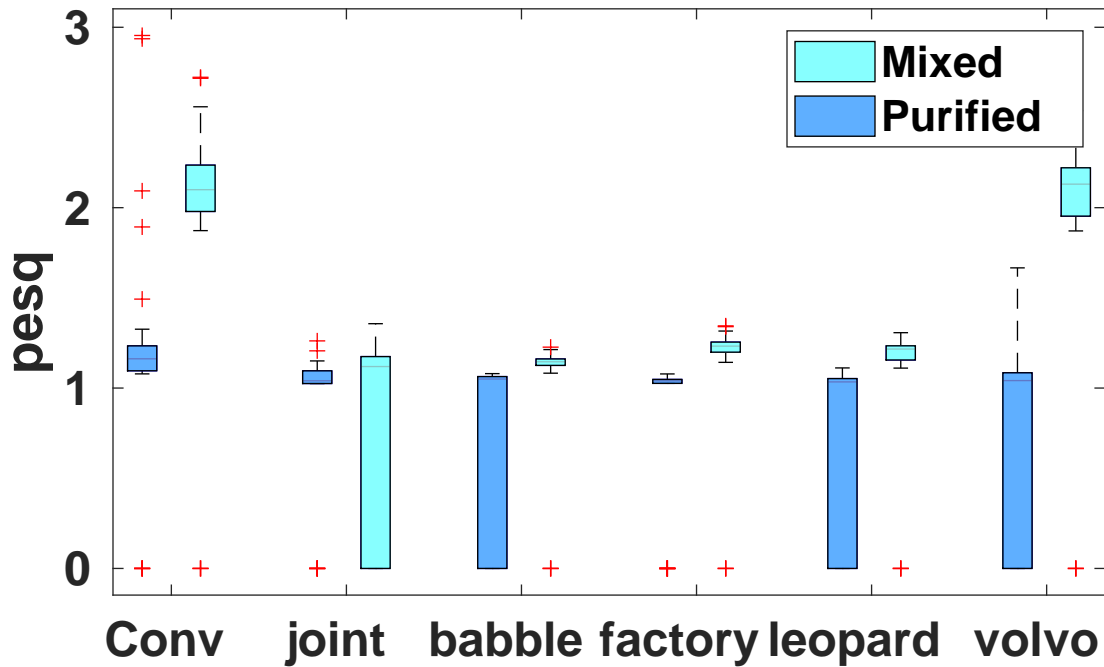 3
Mixed
Purified
2
pesq
1
0
Conv joint babble factory leopard volvo